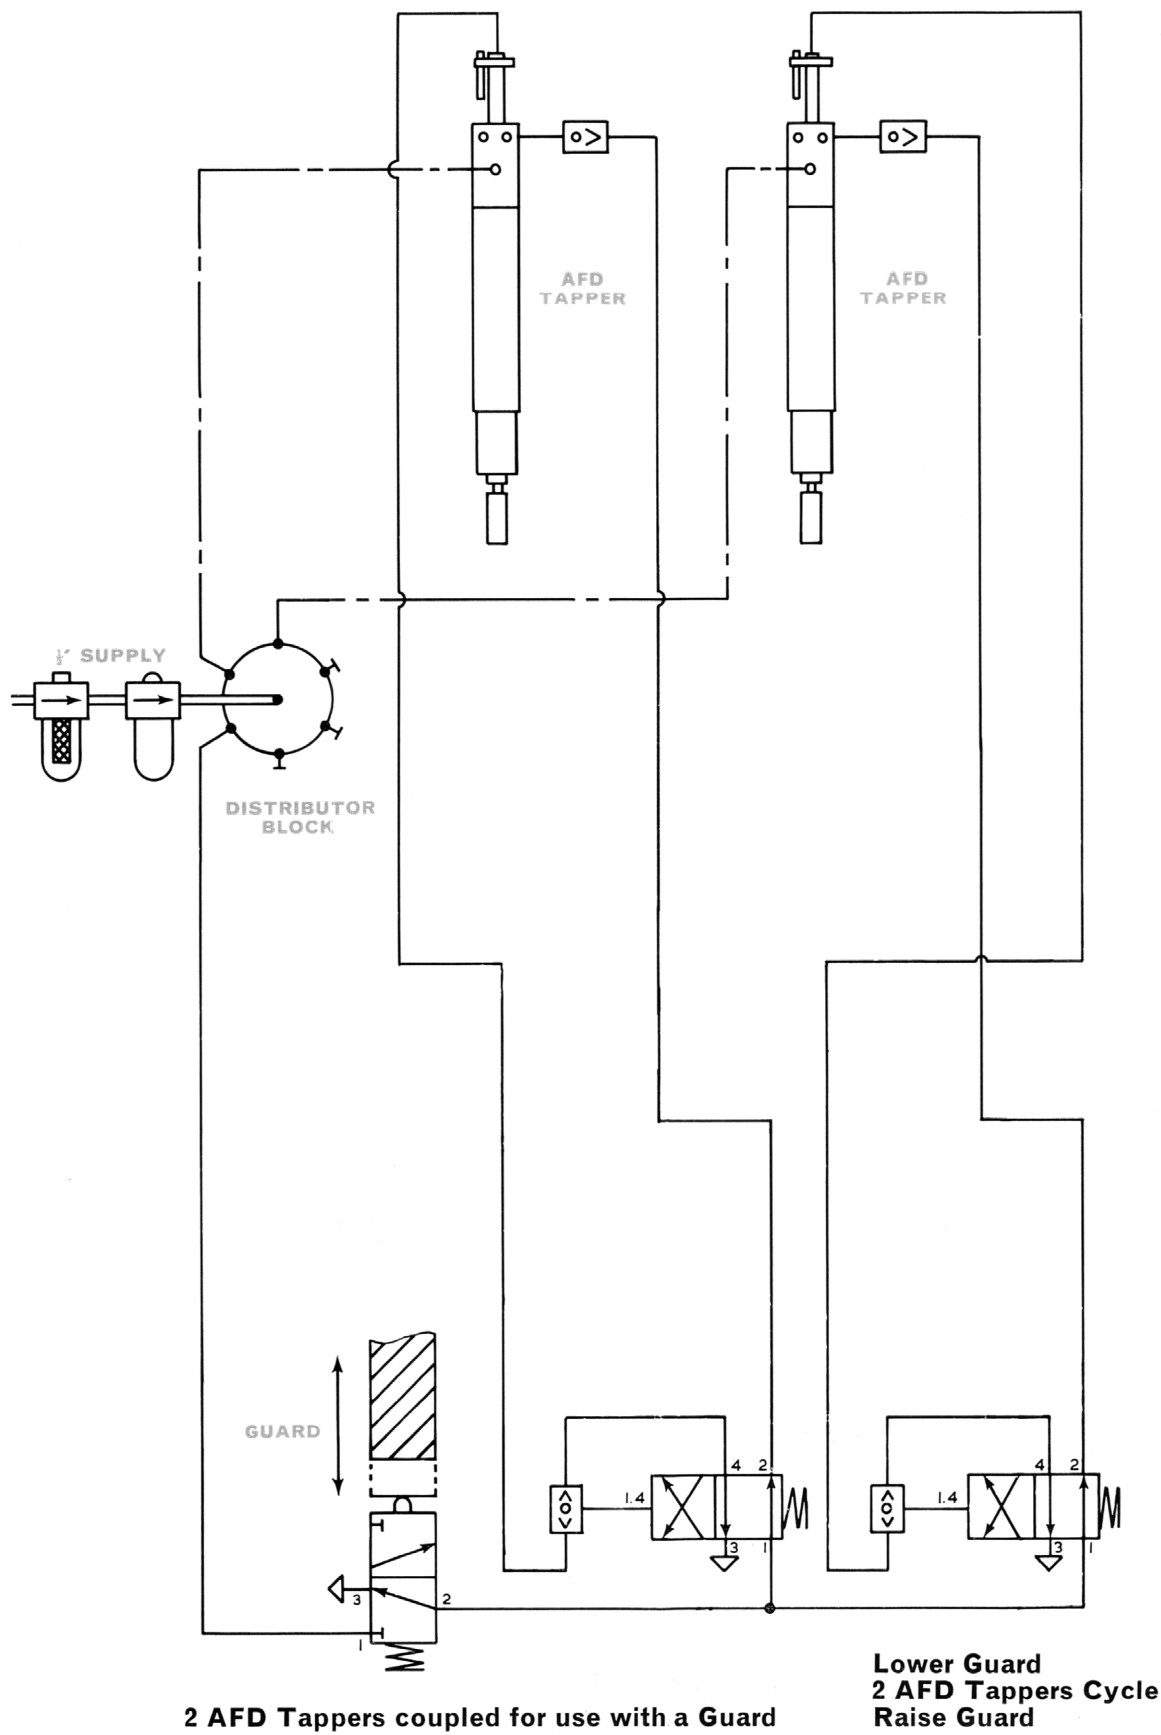 AFD
TAPPER
AFD
TAPPER
SUPPLY
DISTRIBUTOR
BLOCK
GUARD
4 2
1.4
3 1
4 2
1.4
3 1
3 2
1
Lower Guard
2 AFD Tappers Cycle
Raise Guard
2 AFD Tappers coupled for use with a Guard